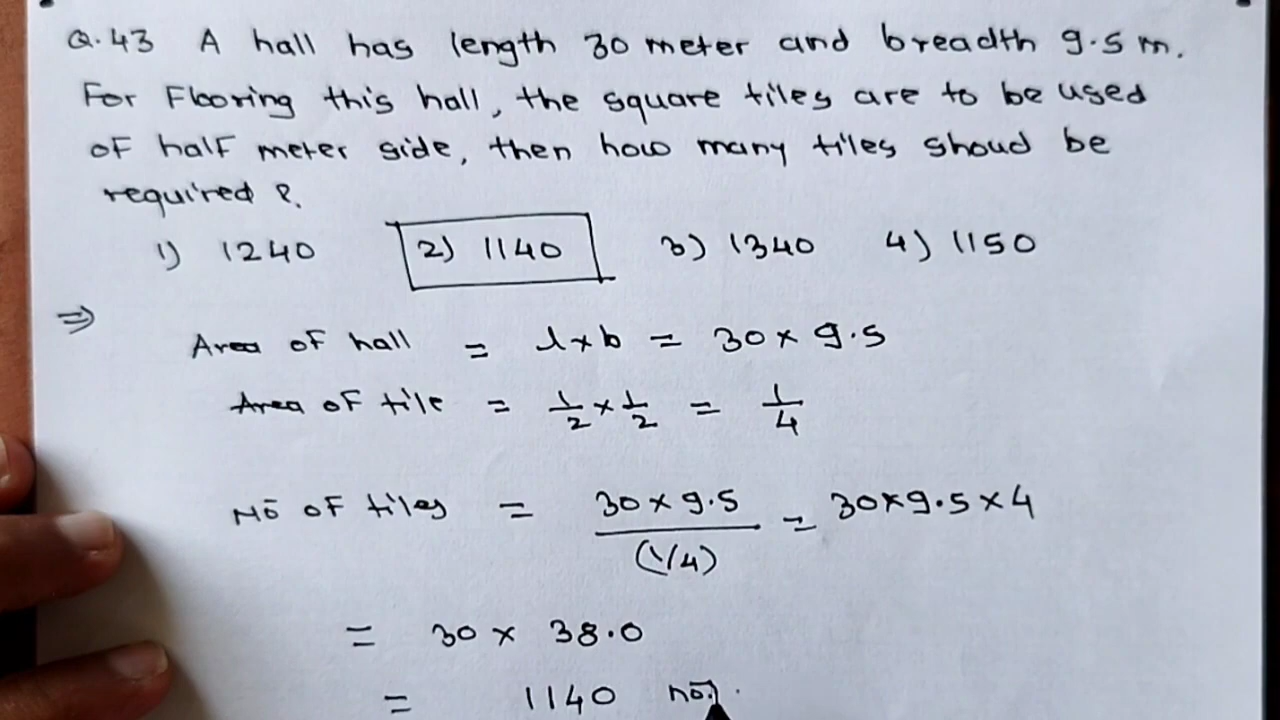 Q.43 A hall has length 30 meter and breadth 9.5 m.
For Flooring this hall, the square tiles are to be used
of half meter side, then how many tiles shoud be
required ?
1) 1240 2) 1140 3) 1340 4) 1150
⇒ Area of hall = l×b = 30×9.5
Area of tile = 1/2 × 1/2 = 1/4
No of tiles = 30×9.5 / (1/4) = 30×9.5×4
= 30 × 38.0
= 1140 no.